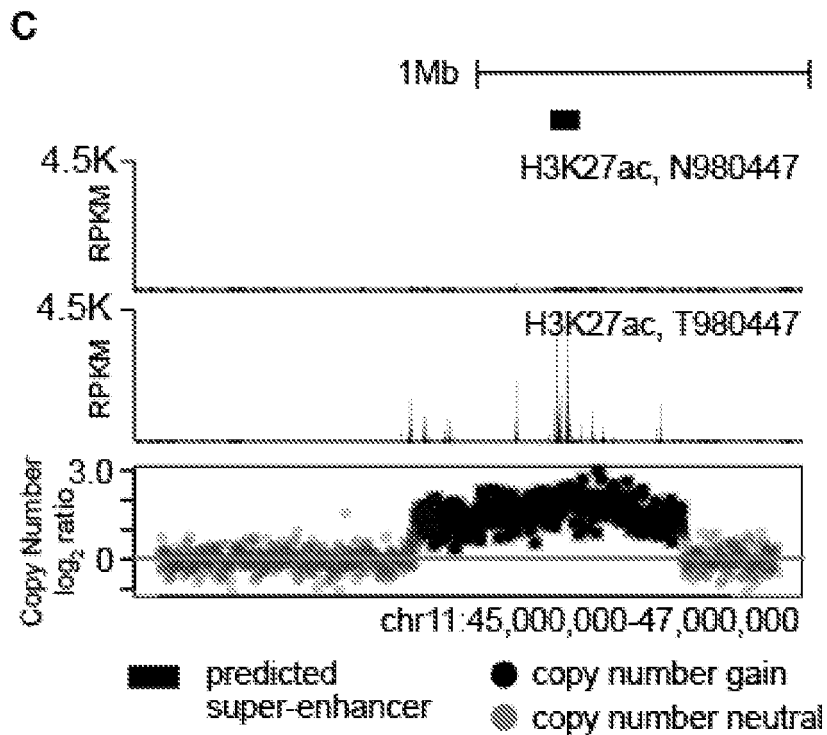 C
1Mb
4.5K
RPKM
H3K27ac, N980447
4.5K
RPKM
H3K27ac, T980447
Copy Number
log2 ratio
3.0
0
chr11:45,000,000-47,000,000
predicted
super-enhancer
copy number gain
copy number neutral